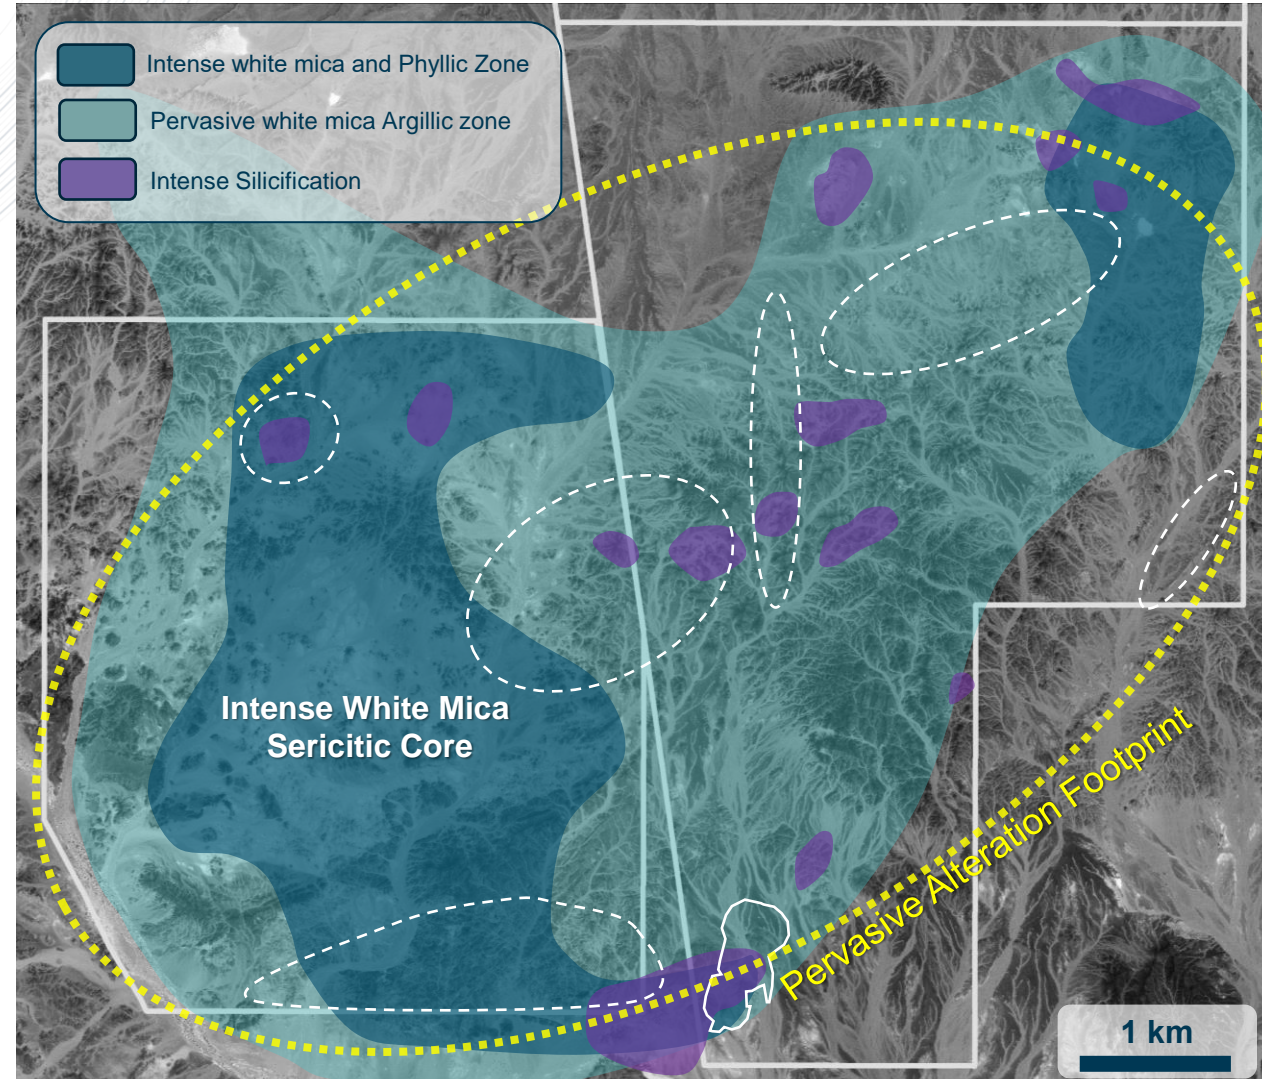 Intense white mica and Phyllic Zone
Pervasive white mica Argillic zone
Intense Silicification
Intense White Mica
Sericitic Core
Pervasive Alteration Footprint
1 km